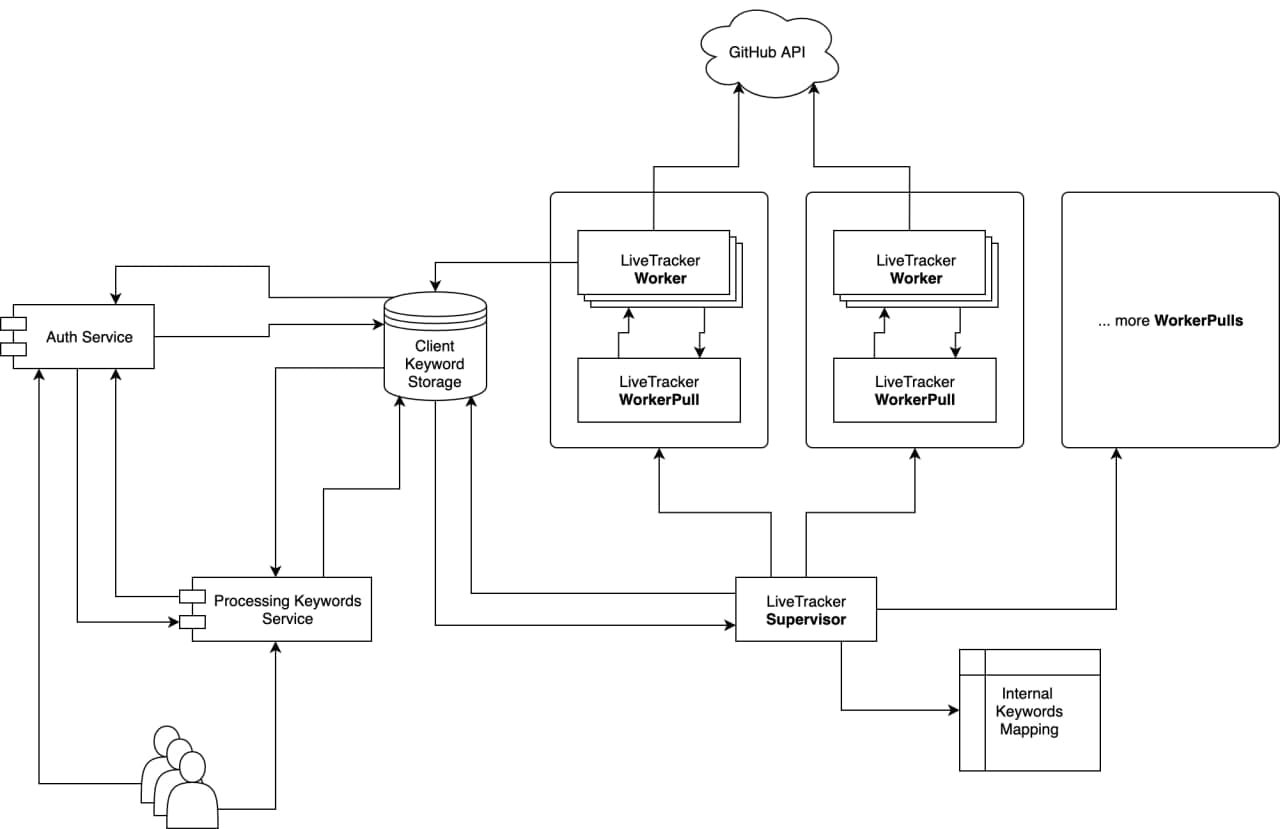 GitHub API
LiveTracker
Worker
LiveTracker
Worker
Auth Service
Client
Keyword
Storage
... more WorkerPulls
LiveTracker
WorkerPull
LiveTracker
WorkerPull
Processing Keywords
Service
LiveTracker
Supervisor
Internal
Keywords
Mapping